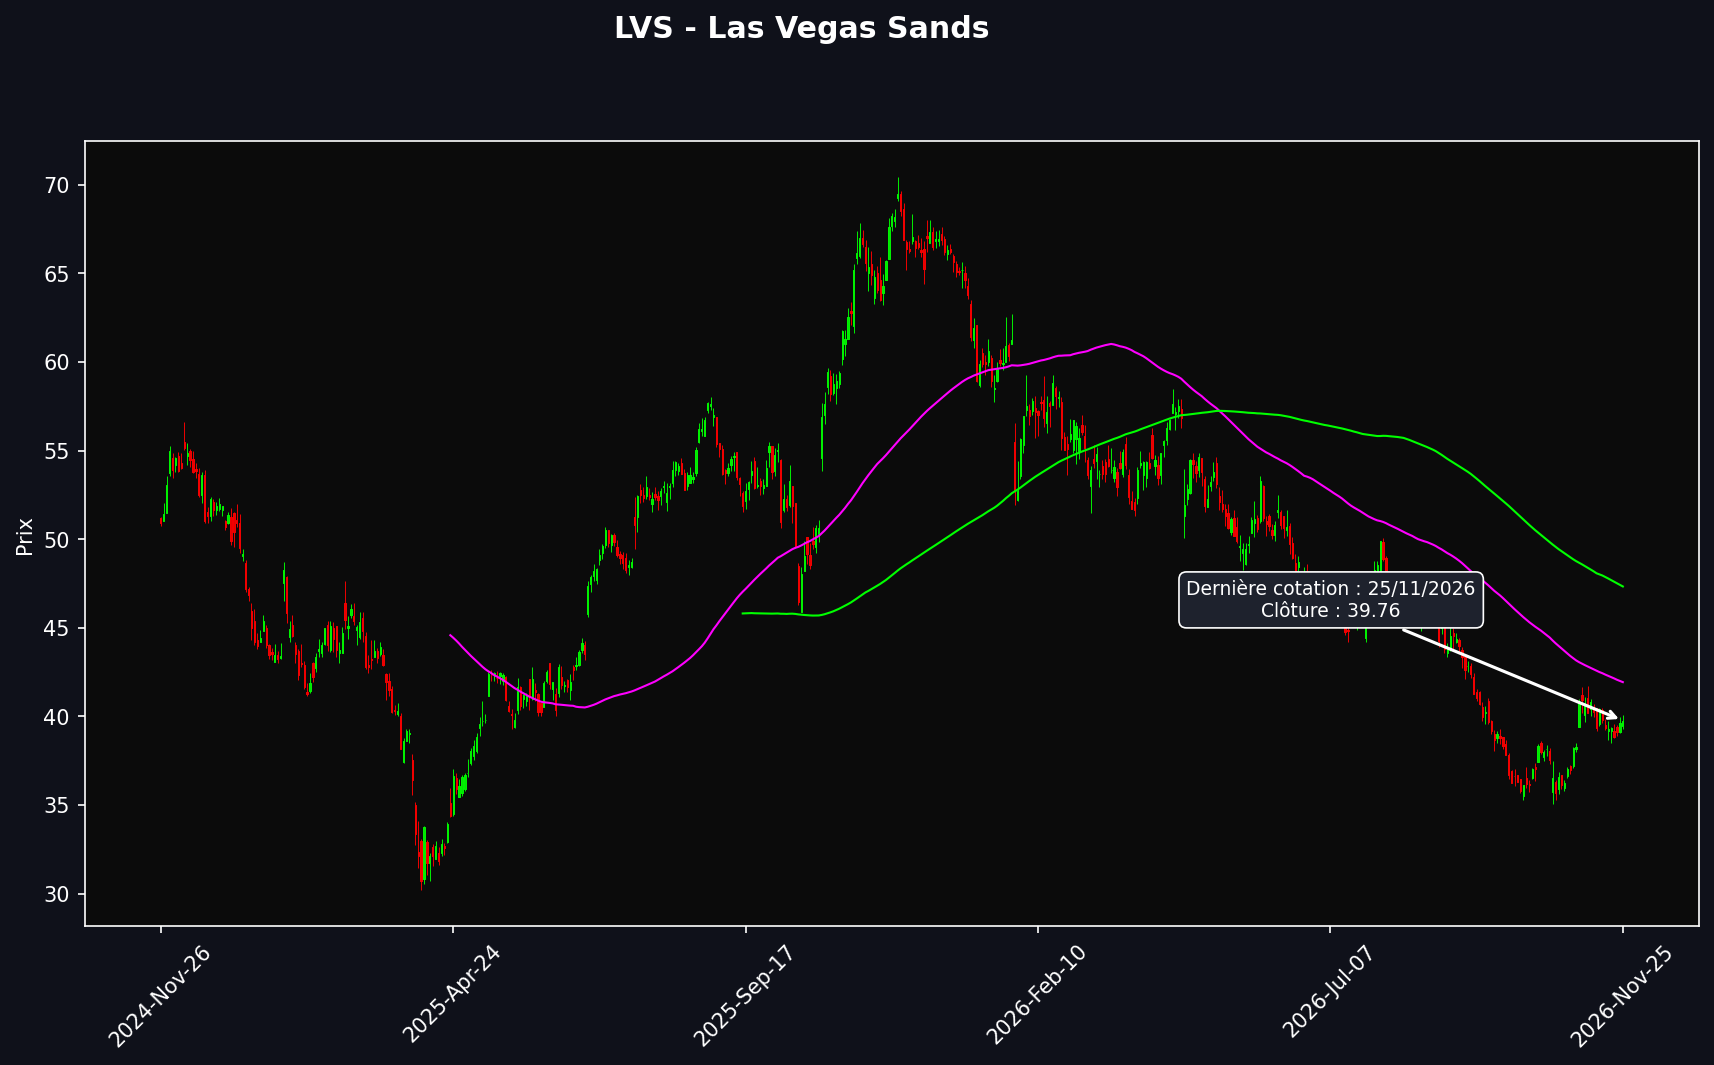 LVS - Las Vegas Sands
Prix
70
65
60
55
50
45
40
35
30
Dernière cotation : 25/11/2026
Clôture : 39.76
2024-Nov-26
2025-Apr-24
2025-Sep-17
2026-Feb-10
2026-Jul-07
2026-Nov-25